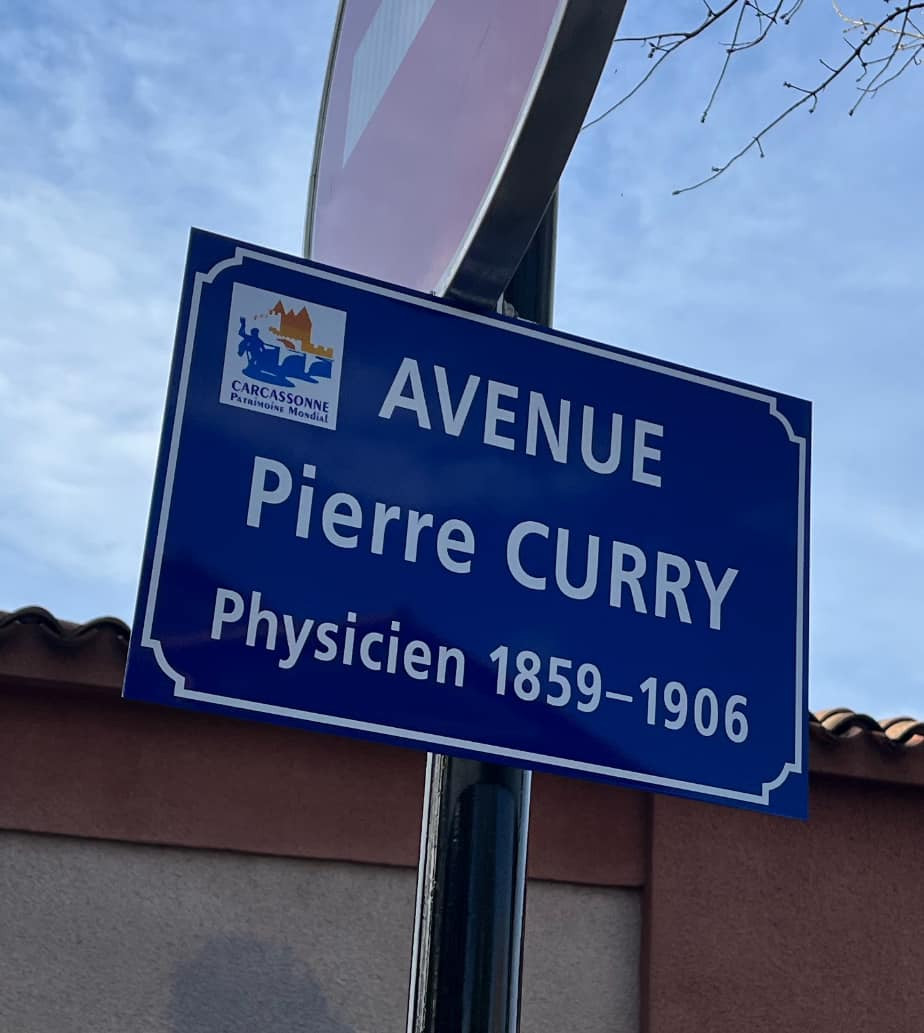 CARCASSONNE
Patrimoine Mondial
AVENUE
Pierre CURRY
Physicien 1859–1906